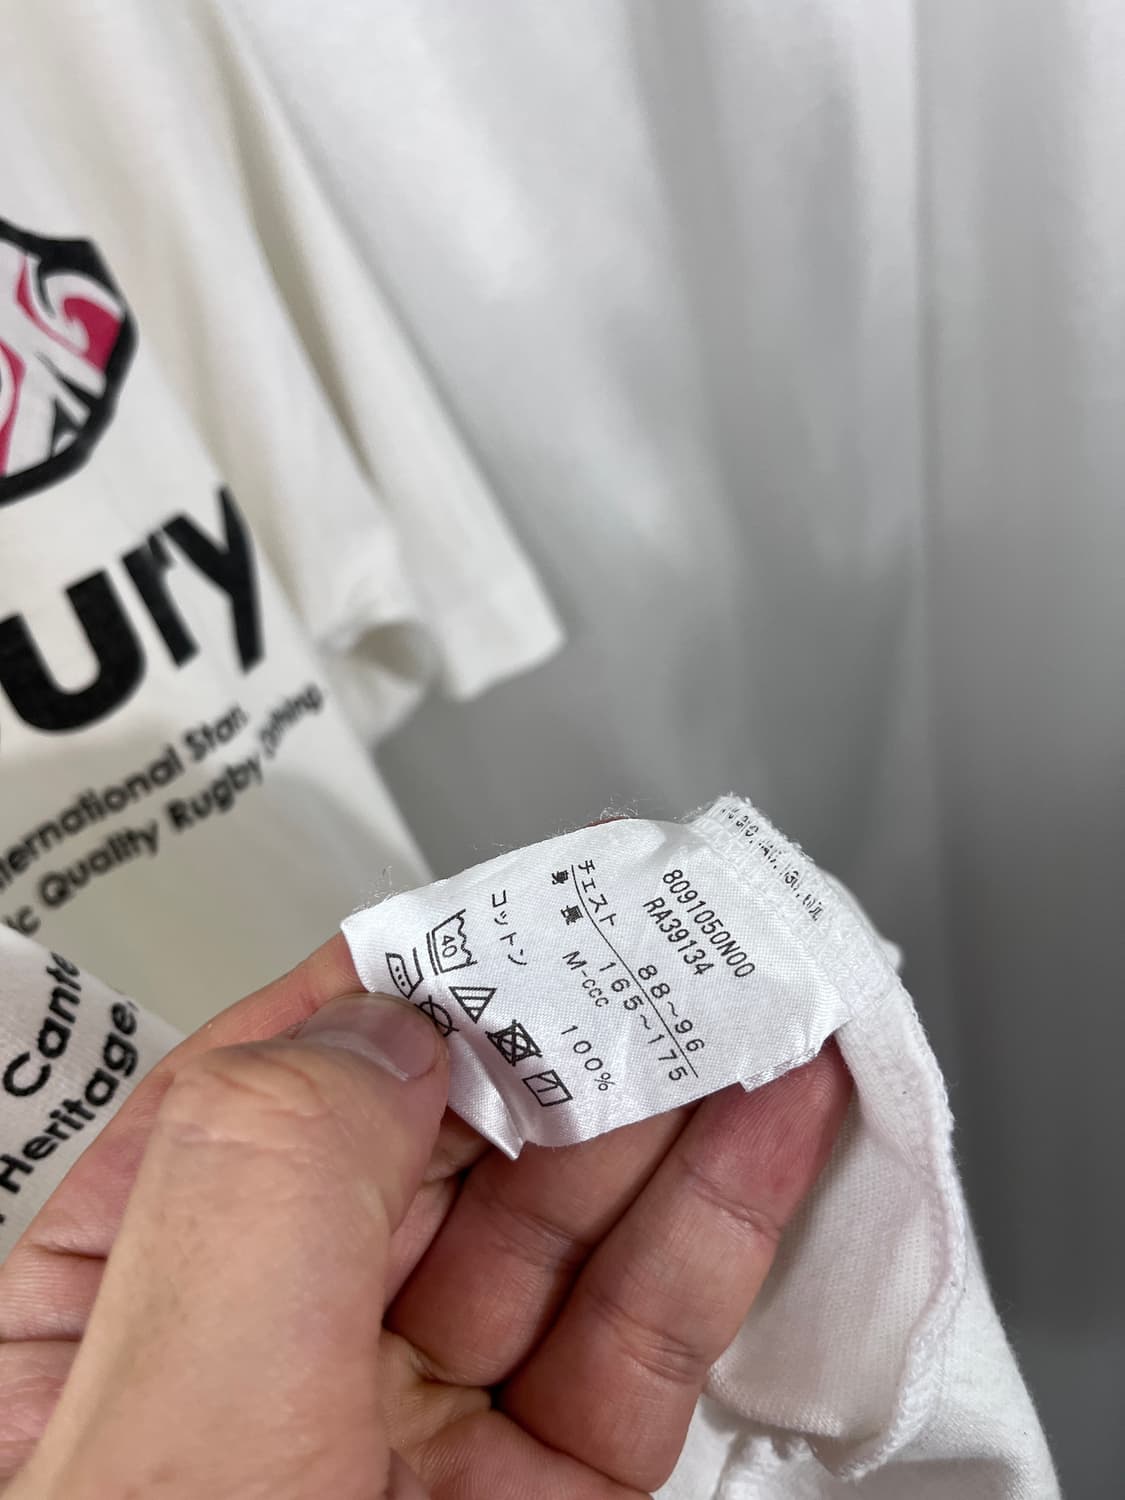 ury
ternational Stan
ic Quality Rugby Clothing
Cante
Heritage.
8091050N00
RA39134
チェスト 88~96
身長 165~175
M-ccc
コットン 100%
40